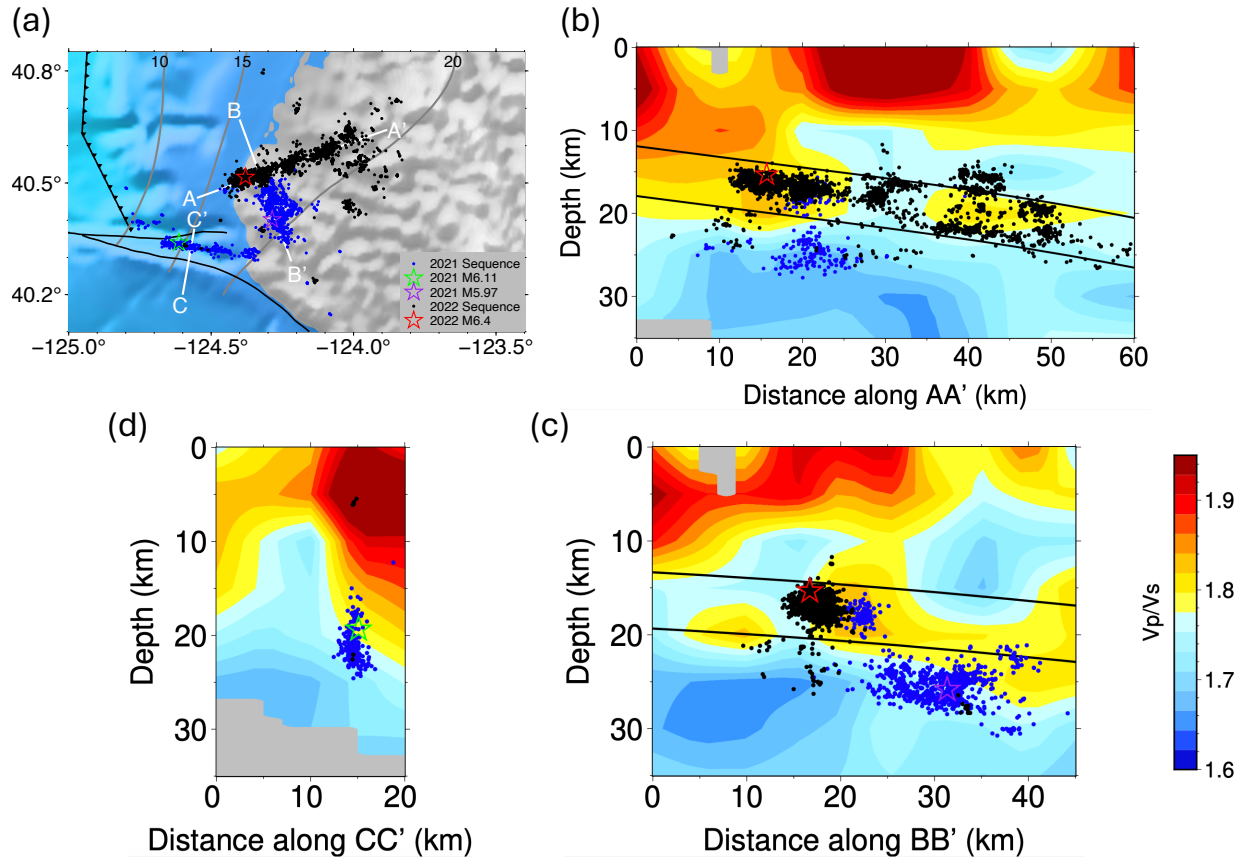 (a)
40.8°
40.5°
40.2°
−125.0°
−124.5°
−124.0°
−123.5°
10
15
20
B
A'
A
C'
C
B'
2021 Sequence
2021 M6.11
2021 M5.97
2022 Sequence
2022 M6.4
(b)
0
10
20
30
Depth (km)
0
10
20
30
40
50
60
Distance along AA’ (km)
(d)
0
10
20
30
Depth (km)
0
10
20
Distance along CC’ (km)
(c)
0
10
20
30
Depth (km)
0
10
20
30
40
Distance along BB’ (km)
Vp/Vs
1.9
1.8
1.7
1.6